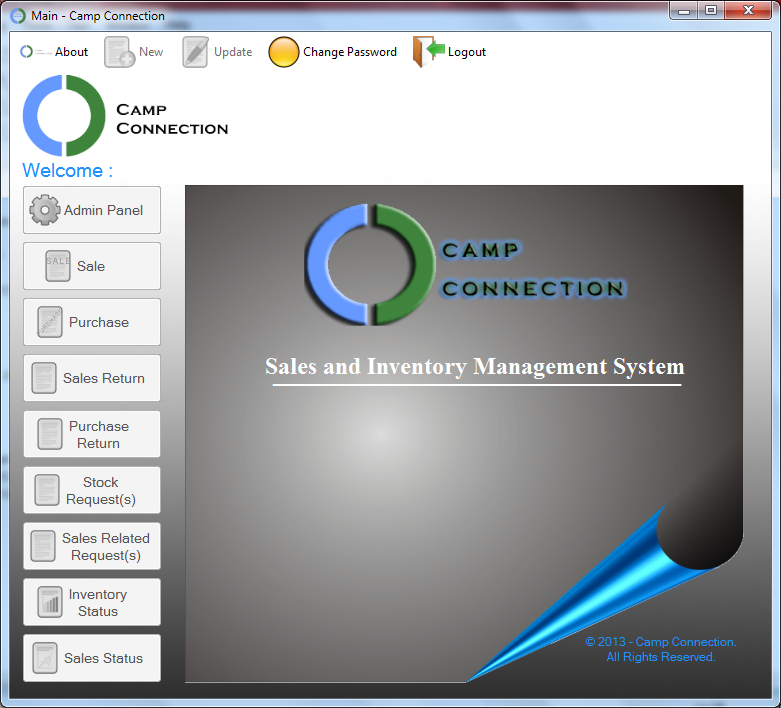 Main - Camp Connection
About
New
Update
Change Password
Logout
CAMP
CONNECTION
Welcome :
Admin Panel
SALE
Sale
Purchase
Sales Return
Purchase
Return
Stock
Request(s)
Sales Related
Request(s)
Inventory
Status
Sales Status
CAMP
CONNECTION
Sales and Inventory Management System
© 2013 - Camp Connection.
All Rights Reserved.